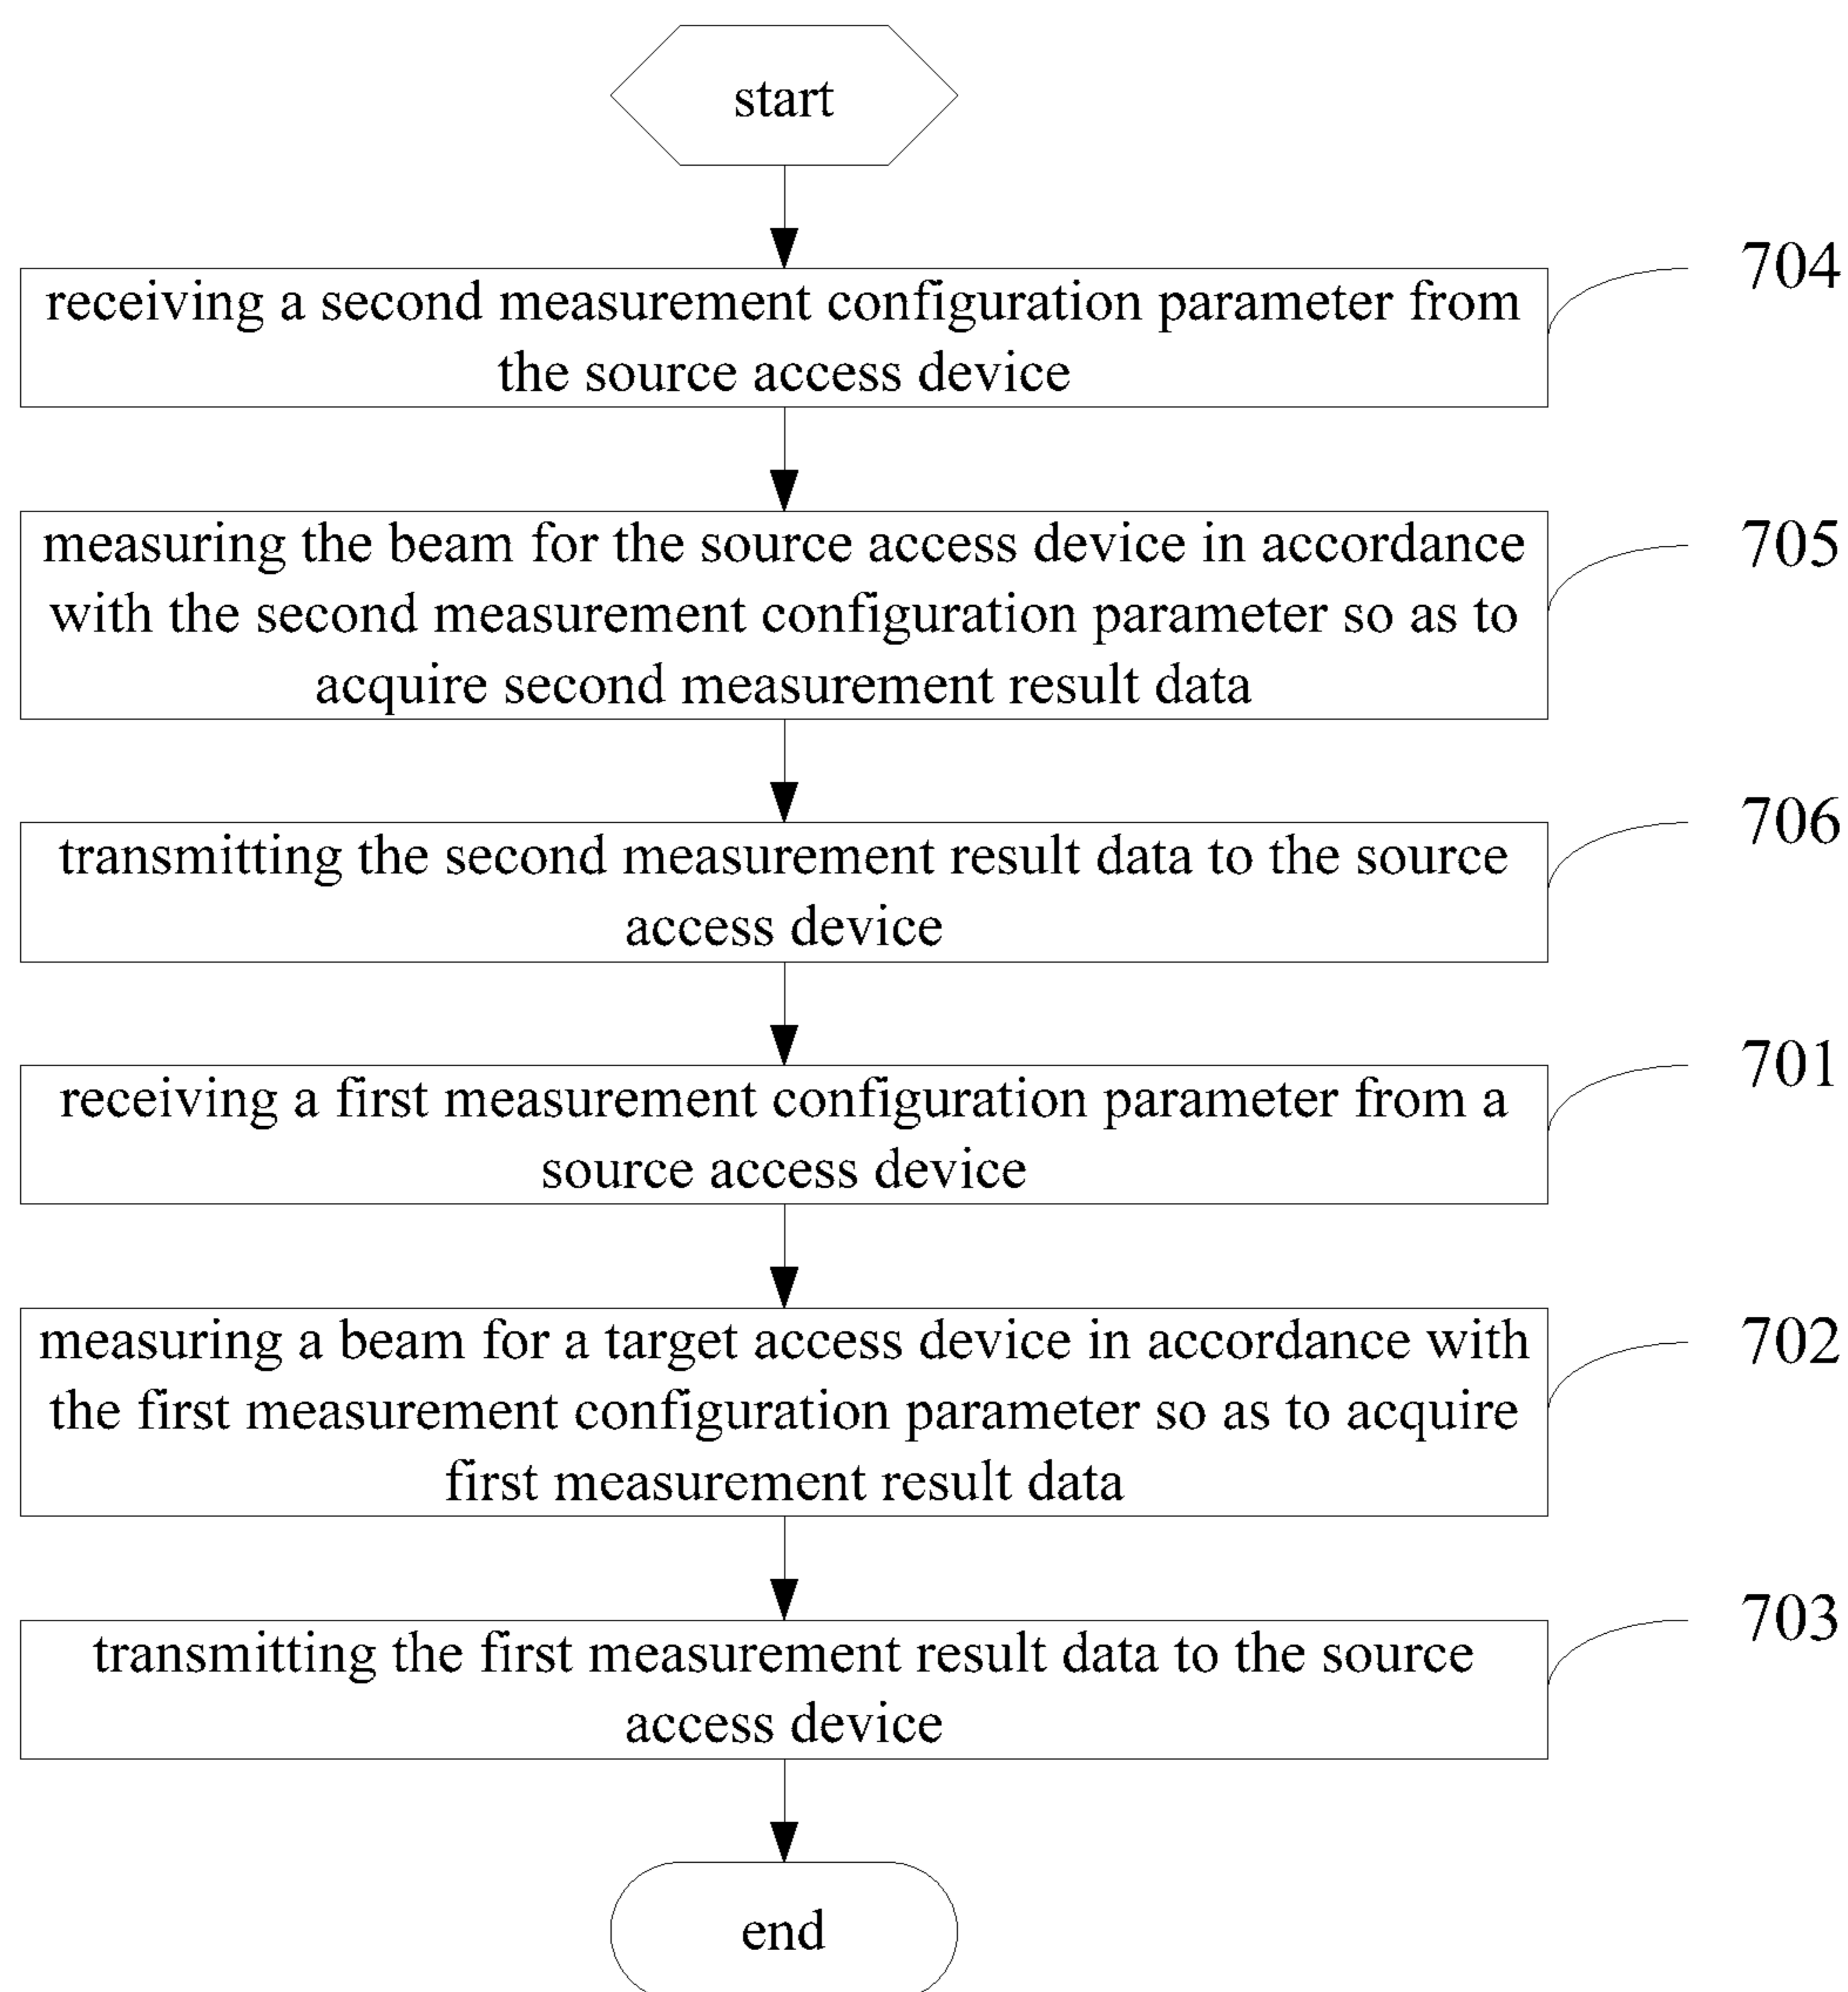 start
704
receiving a second measurement configuration parameter from
the source access device
705
measuring the beam for the source access device in accordance
with the second measurement configuration parameter so as to
acquire second measurement result data
706
transmitting the second measurement result data to the source
access device
701
receiving a first measurement configuration parameter from a
source access device
702
measuring a beam for a target access device in accordance with
the first measurement configuration parameter so as to acquire
first measurement result data
703
transmitting the first measurement result data to the source
access device
end